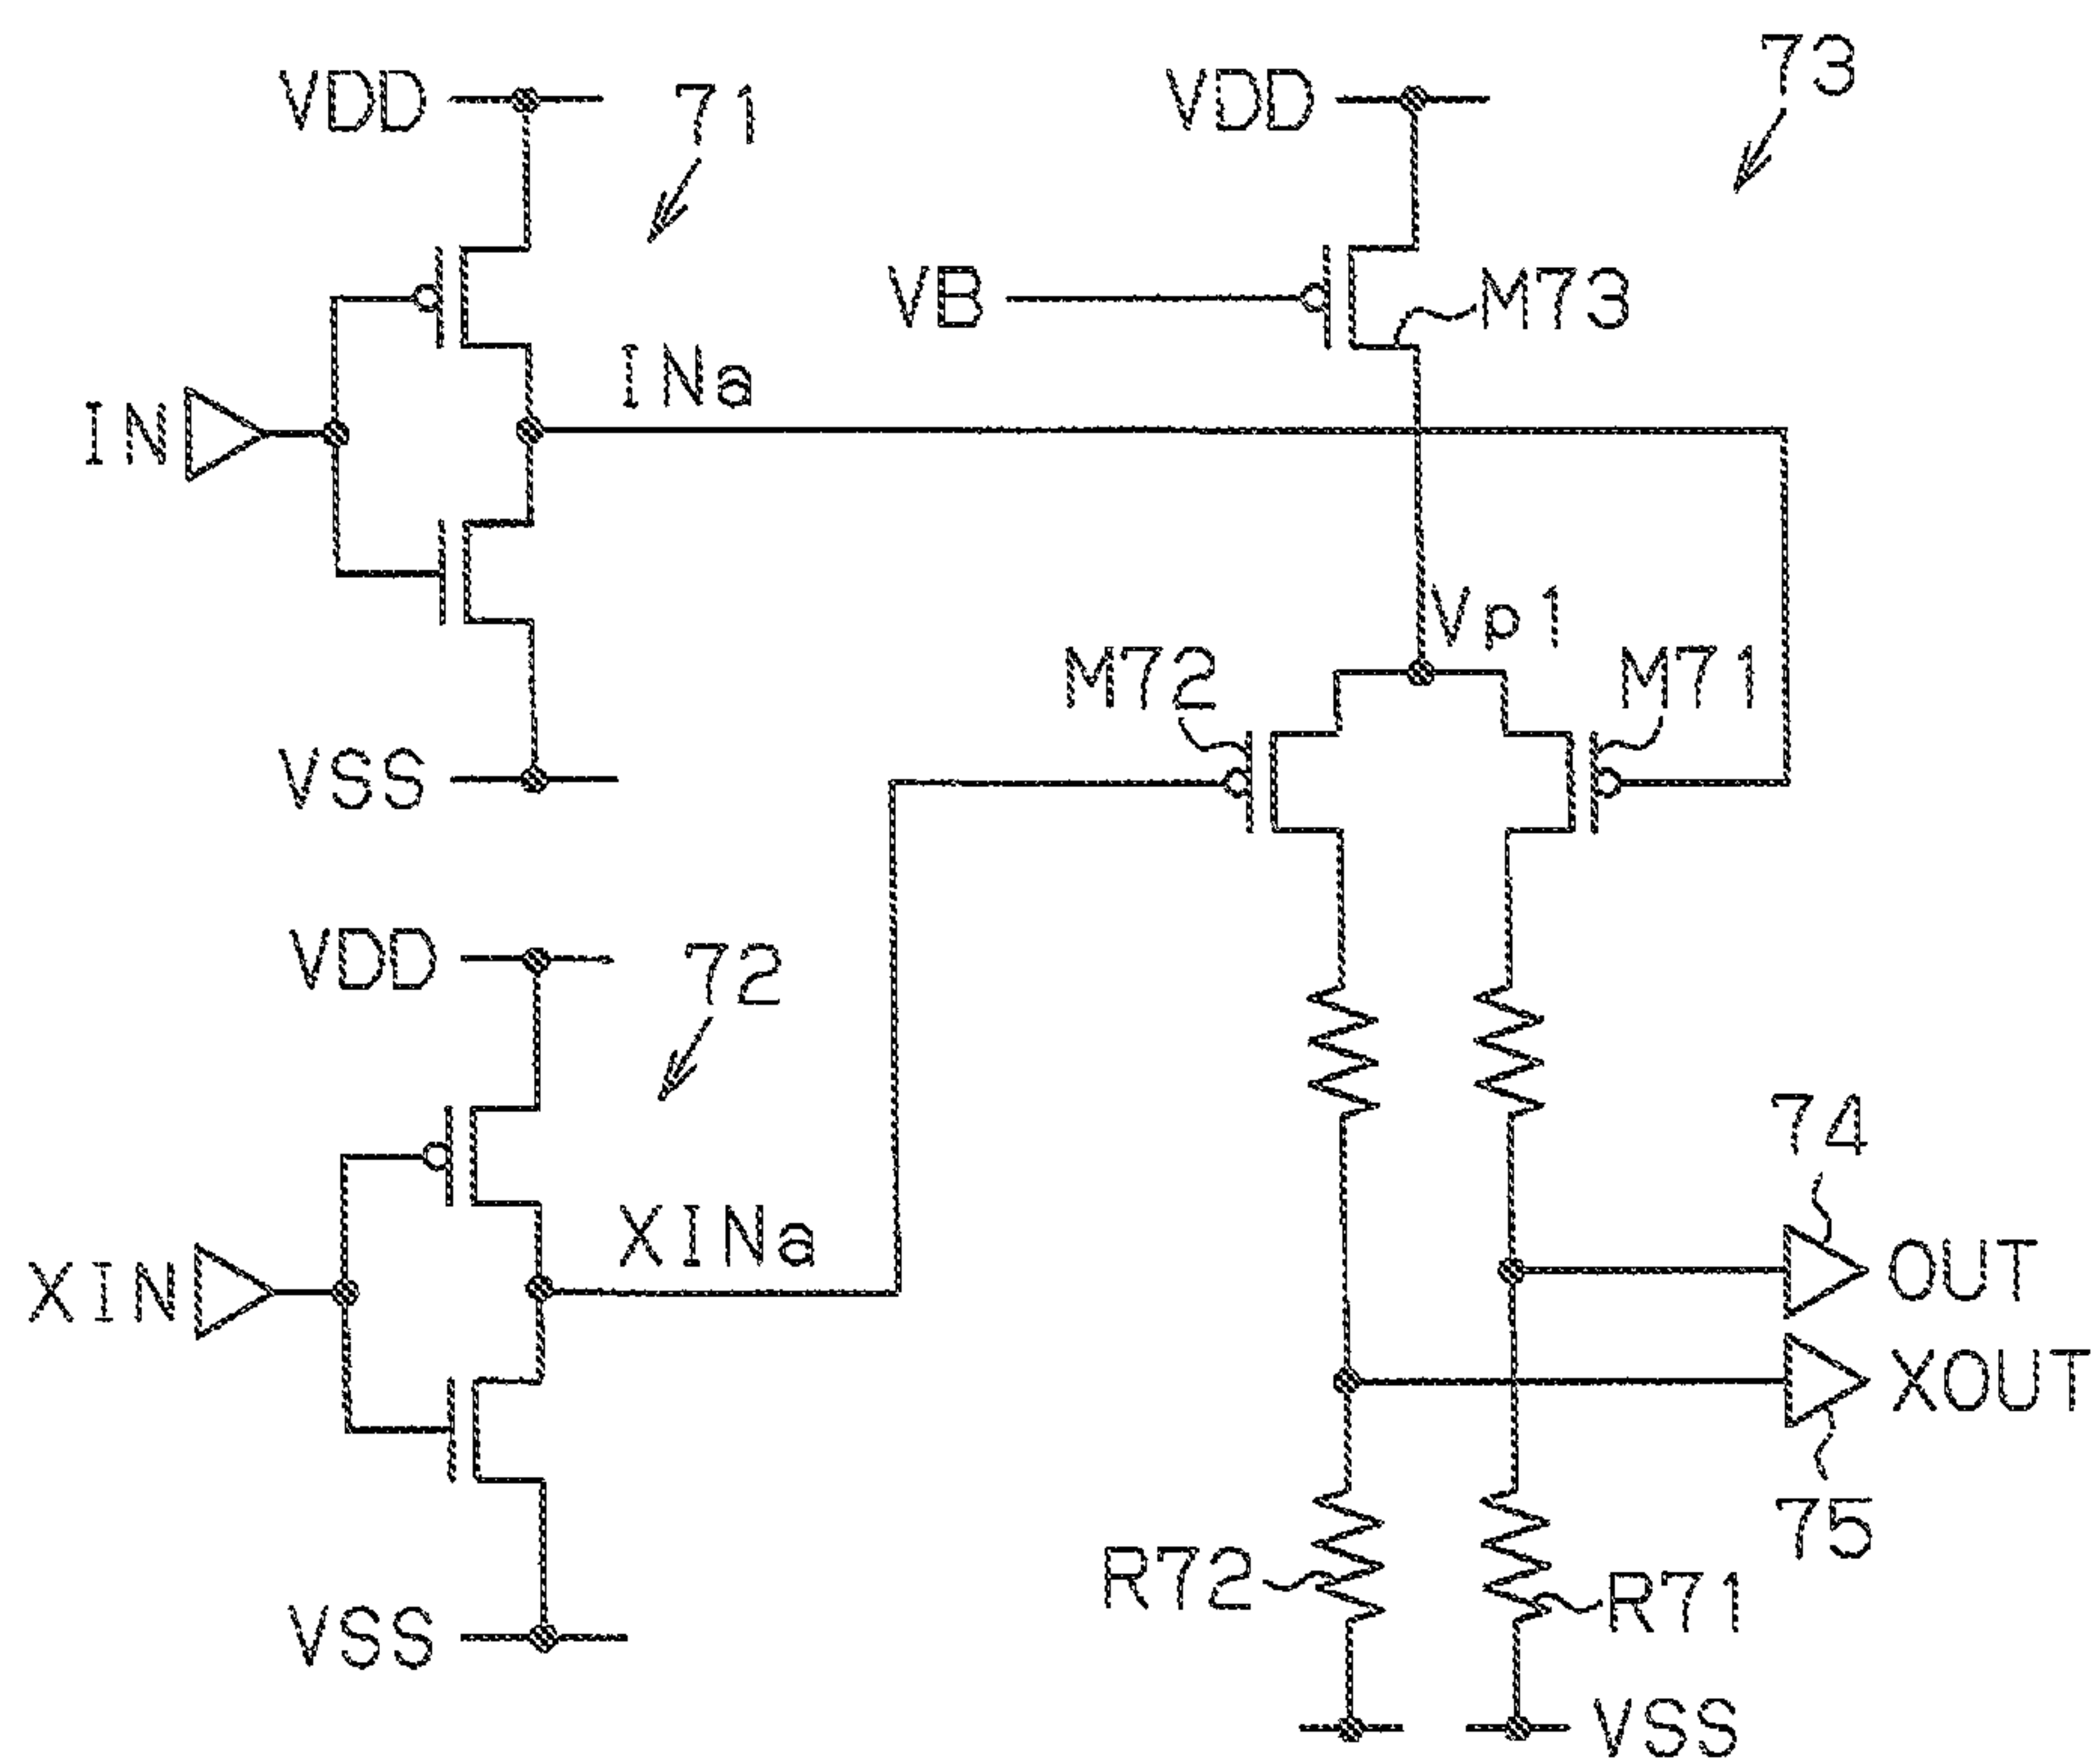 VDD
71
VDD
73
VB
M73
INa
IN
Vp1
M72
M71
VSS
VDD
72
XINa
XIN
74
OUT
XOUT
75
R72
R71
VSS
VSS